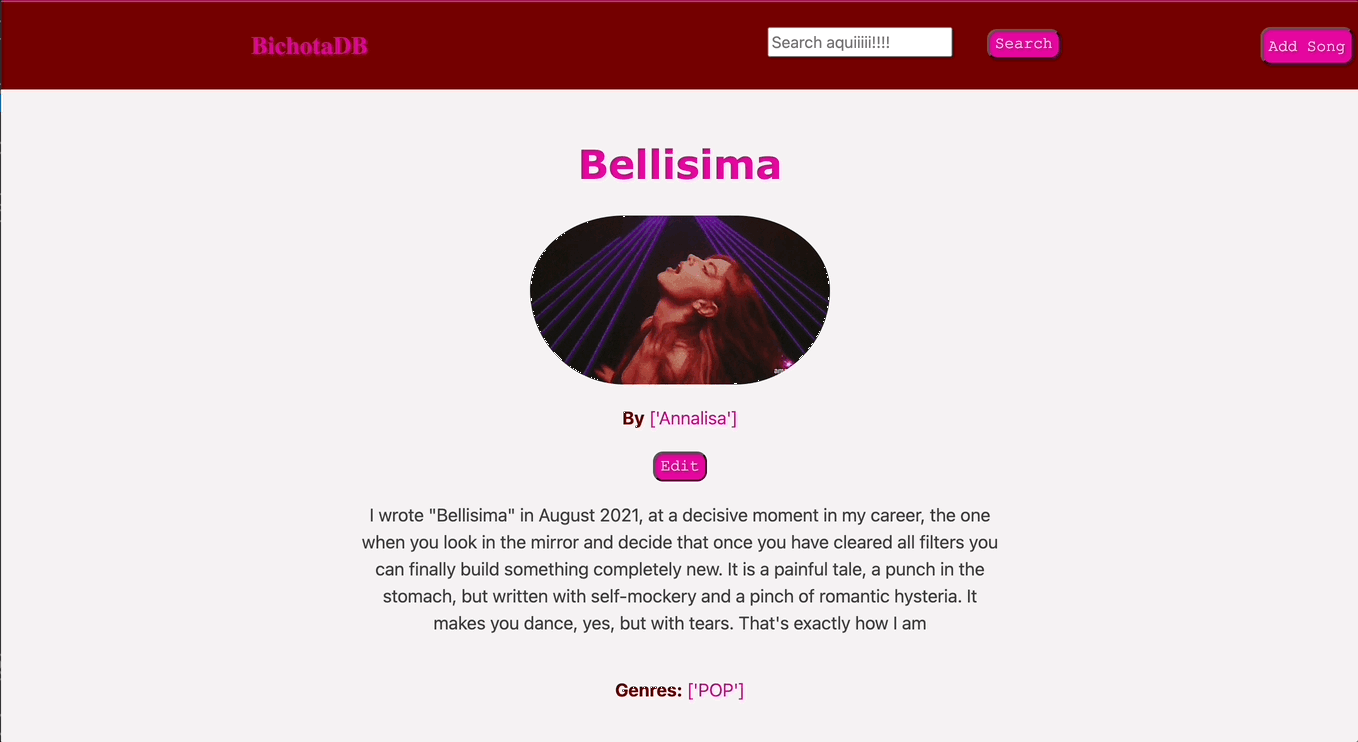 BichotaDB
Search aquiiiii!!!!
Search
Add Song
Bellisima
By ['Annalisa']
Edit
I wrote "Bellisima" in August 2021, at a decisive moment in my career, the one
when you look in the mirror and decide that once you have cleared all filters you
can finally build something completely new. It is a painful tale, a punch in the
stomach, but written with self-mockery and a pinch of romantic hysteria. It
makes you dance, yes, but with tears. That's exactly how I am
Genres: ['POP']